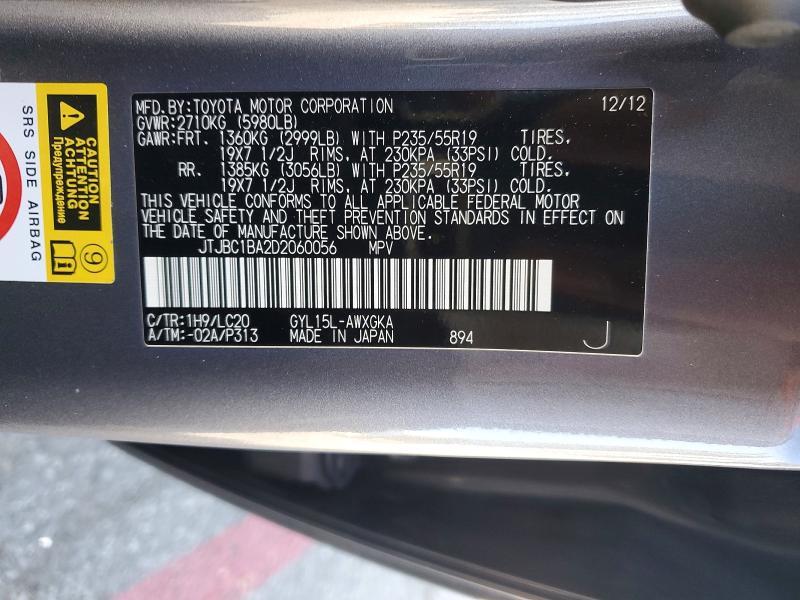 MFD.BY:TOYOTA MOTOR CORPORATION 12/12
GVWR:2710KG (5980LB)
GAWR:FRT. 1360KG (2999LB) WITH P235/55R19 TIRES,
19X7 1/2J RIMS, AT 230KPA (33PSI) COLD.
RR. 1385KG (3056LB) WITH P235/55R19 TIRES,
19X7 1/2J RIMS, AT 230KPA (33PSI) COLD.
THIS VEHICLE CONFORMS TO ALL APPLICABLE FEDERAL MOTOR
VEHICLE SAFETY AND THEFT PREVENTION STANDARDS IN EFFECT ON
THE DATE OF MANUFACTURE SHOWN ABOVE.
JTJBC1BA2D2060056 MPV
C/TR:1H9/LC20 GYL15L-AWXGKA
A/TM:-02A/P313 MADE IN JAPAN 894 J
CAUTION
ATTENTION
ACHTUNG
Предупреждение
9
SRS SIDE AIRBAG